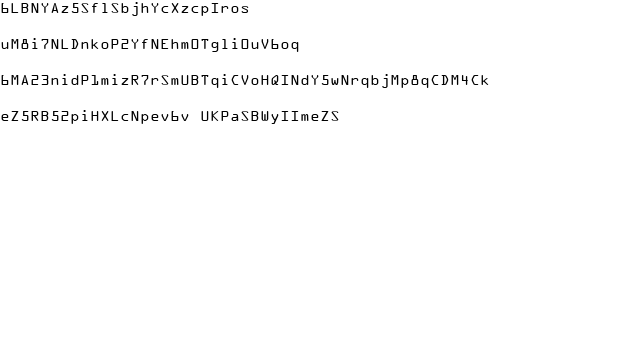 6LBNYAz5SflSbjhYcXzcpIros
uM8i7NLDnkoP2YfNEhmOTgliOuV6oq
6MA23nidP1mizR7rSmUBTqiCVoHQINdY5wNrqbjMp8qCDM4Ck
eZ5RB52piHXLcNpev6v UKPaSBWyIImeZS